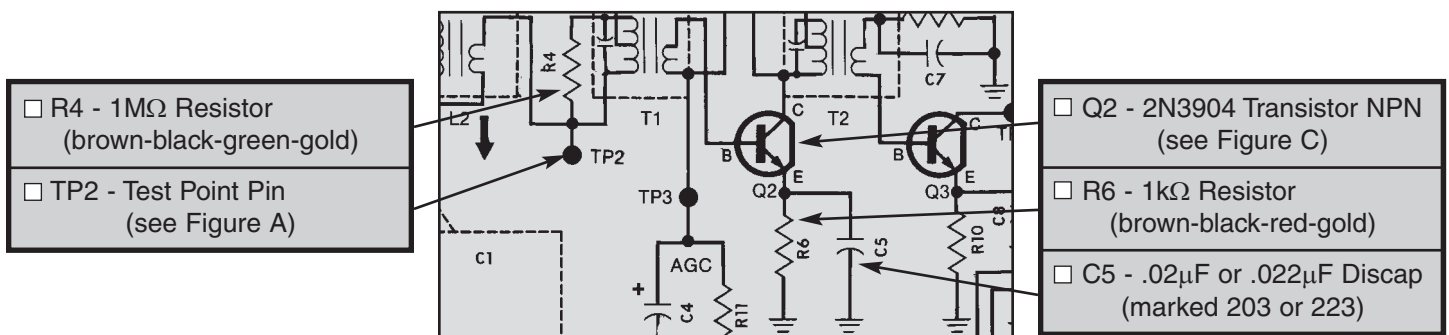 □ R4 - 1MΩ Resistor
(brown-black-green-gold)
□ TP2 - Test Point Pin
(see Figure A)
R4
L2
T1
TP2
TP3
C1
AGC
+
C4
R11
C7
T2
C
B
E
Q2
R6
C5
C
B
E
Q3
R10
C8
□ Q2 - 2N3904 Transistor NPN
(see Figure C)
□ R6 - 1kΩ Resistor
(brown-black-red-gold)
□ C5 - .02µF or .022µF Discap
(marked 203 or 223)